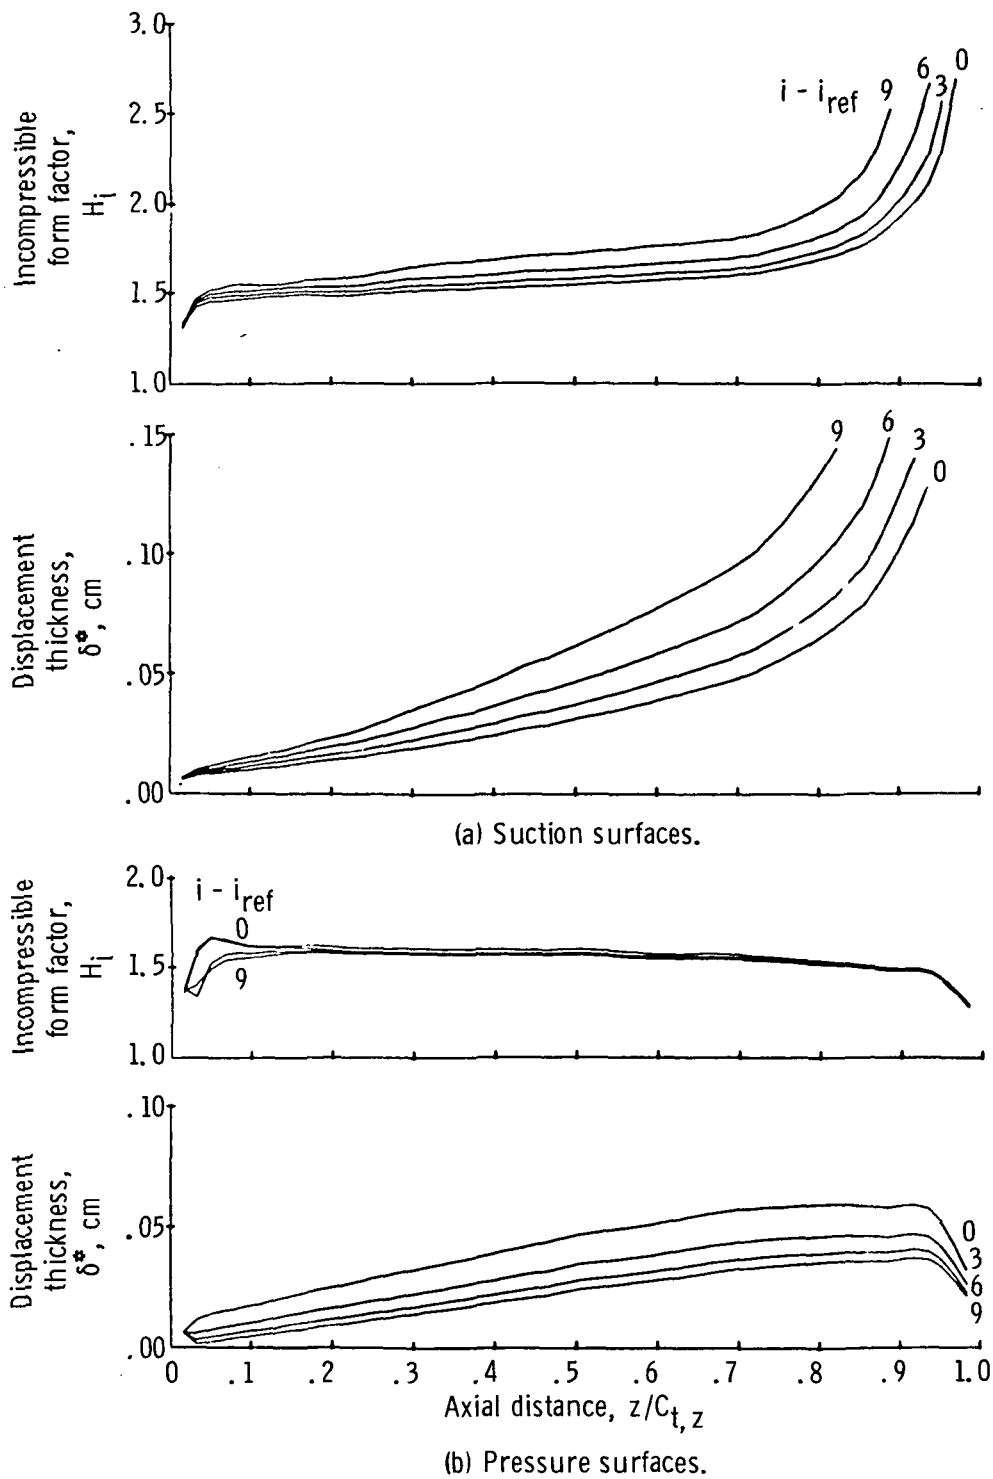 3.0
2.5
2.0
1.5
1.0
Incompressible
form factor,
H_i
i - i_ref
9
6
3
0
.15
.10
.05
.00
Displacement
thickness,
δ*, cm
9
6
3
0
(a) Suction surfaces.
2.0
1.5
1.0
Incompressible
form factor,
H_i
i - i_ref
0
9
.10
.05
.00
Displacement
thickness,
δ*, cm
0
3
6
9
0 .1 .2 .3 .4 .5 .6 .7 .8 .9 1.0
Axial distance, z/C_t, z
(b) Pressure surfaces.